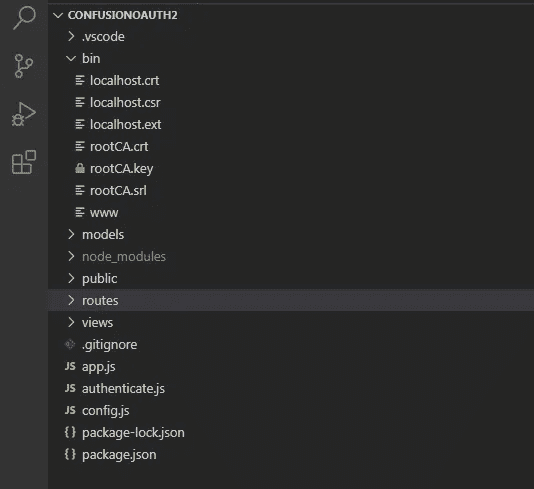 CONFUSIONOAUTH2
.vscode
bin
localhost.crt
localhost.csr
localhost.ext
rootCA.crt
rootCA.key
rootCA.srl
www
models
node_modules
public
routes
views
.gitignore
JS app.js
JS authenticate.js
JS config.js
{} package-lock.json
{} package.json